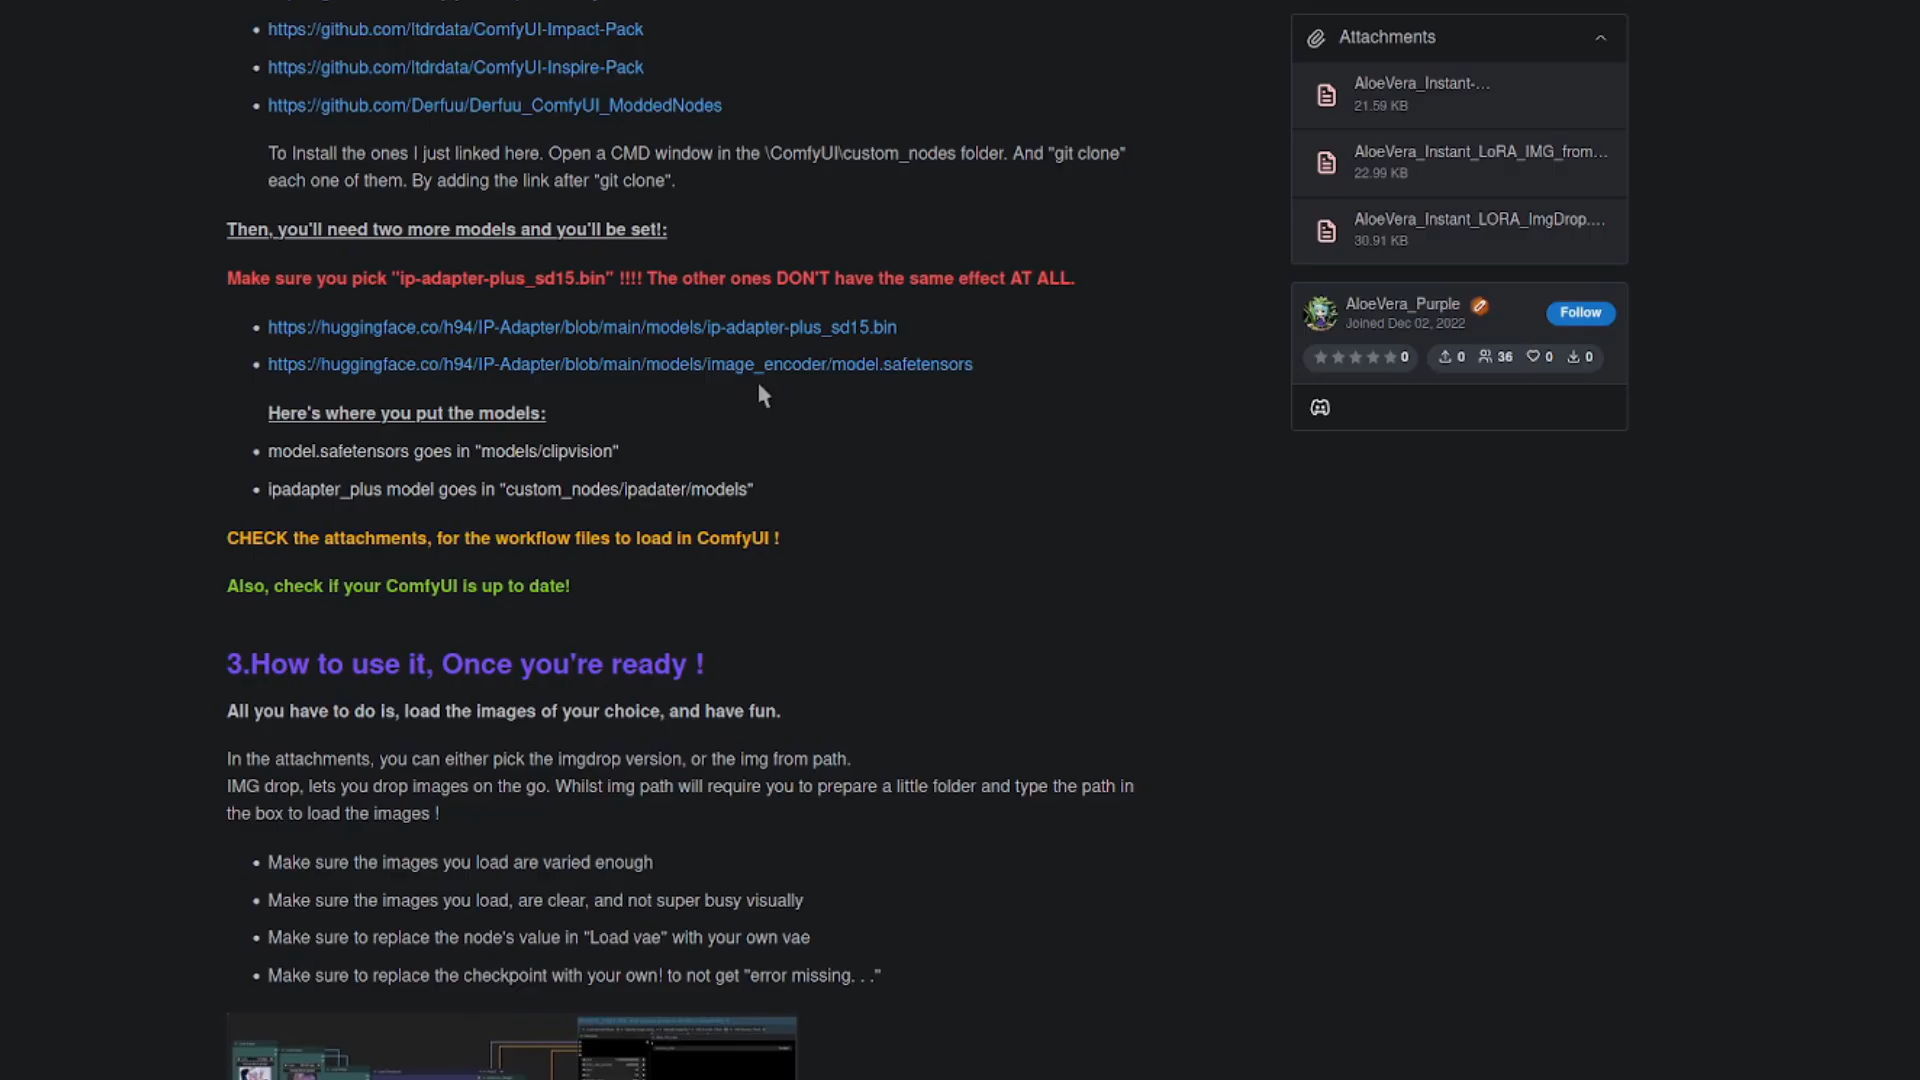 https://github.com/ltdrdata/ComfyUI-Impact-Pack
https://github.com/ltdrdata/ComfyUI-Inspire-Pack
https://github.com/Derfuu/Derfuu_ComfyUI_ModdedNodes
To Install the ones I just linked here. Open a CMD window in the \ComfyUI\custom_nodes folder. And "git clone"
each one of them. By adding the link after "git clone".
Then, you'll need two more models and you'll be set!:
Make sure you pick "ip-adapter-plus_sd15.bin" !!!! The other ones DON'T have the same effect AT ALL.
https://huggingface.co/h94/IP-Adapter/blob/main/models/ip-adapter-plus_sd15.bin
https://huggingface.co/h94/IP-Adapter/blob/main/models/image_encoder/model.safetensors
Here's where you put the models:
model.safetensors goes in "models/clipvision"
ipadapter_plus model goes in "custom_nodes/ipadater/models"
CHECK the attachments, for the workflow files to load in ComfyUI !
Also, check if your ComfyUI is up to date!
3.How to use it, Once you're ready !
All you have to do is, load the images of your choice, and have fun.
In the attachments, you can either pick the imgdrop version, or the img from path.
IMG drop, lets you drop images on the go. Whilst img path will require you to prepare a little folder and type the path in
the box to load the images !
Make sure the images you load are varied enough
Make sure the images you load, are clear, and not super busy visually
Make sure to replace the node's value in "Load vae" with your own vae
Make sure to replace the checkpoint with your own! to not get "error missing. . ."
Attachments
AloeVera_Instant-...
21.59 KB
AloeVera_Instant_LoRA_IMG_from...
22.99 KB
AloeVera_Instant_LORA_ImgDrop....
30.91 KB
AloeVera_Purple
Joined Dec 02, 2022
Follow
0
0 36 0 0